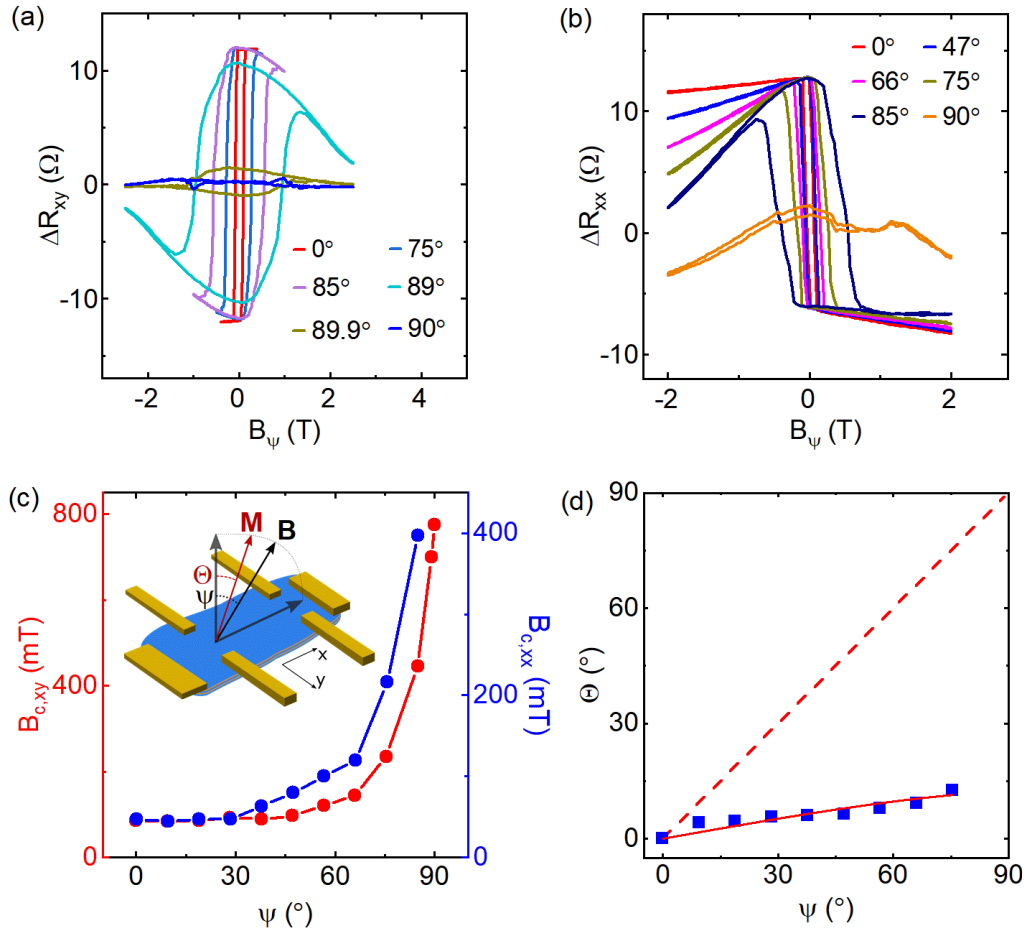 (a)
ΔRxy (Ω)
10
0
-10
-2 0 2 4
Bψ (T)
0° 75°
85° 89°
89.9° 90°
(b)
ΔRxx (Ω)
10
0
-10
-2 0 2
Bψ (T)
0° 47°
66° 75°
85° 90°
(c)
Bc,xy (mT)
800
400
0
0 30 60 90
ψ (°)
400
200
0
Bc,xx (mT)
M
B
Θ
ψ
x
y
(d)
Θ (°)
90
60
30
0
0 30 60 90
ψ (°)